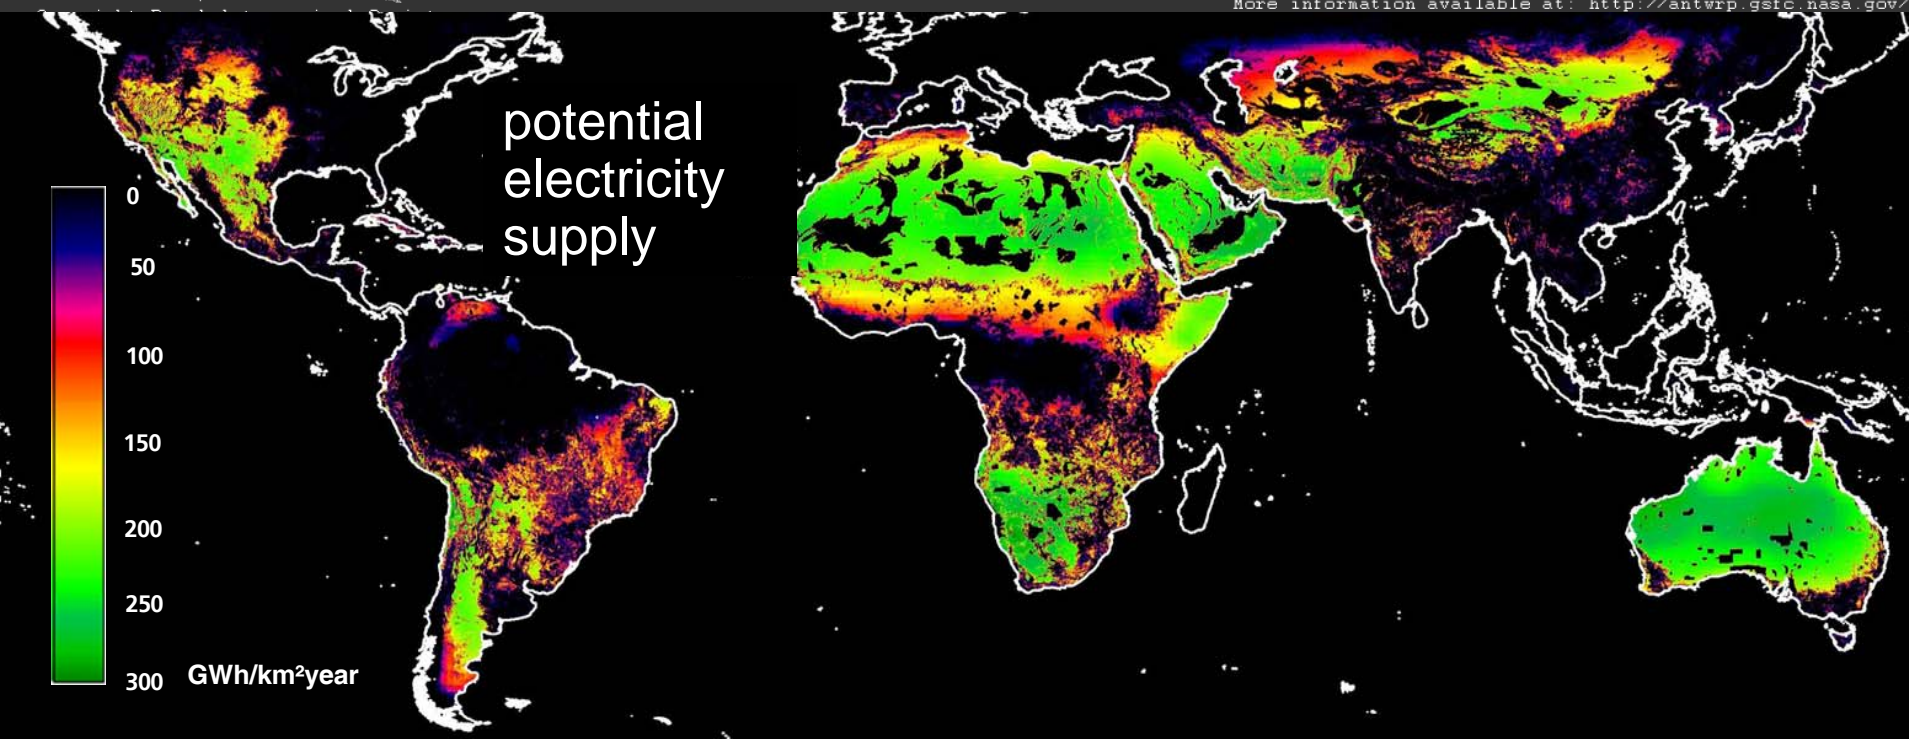 More information available at: http://antwrp.gsfc.nasa.gov/
potential
electricity
supply
0
50
100
150
200
250
300
GWh/km²year